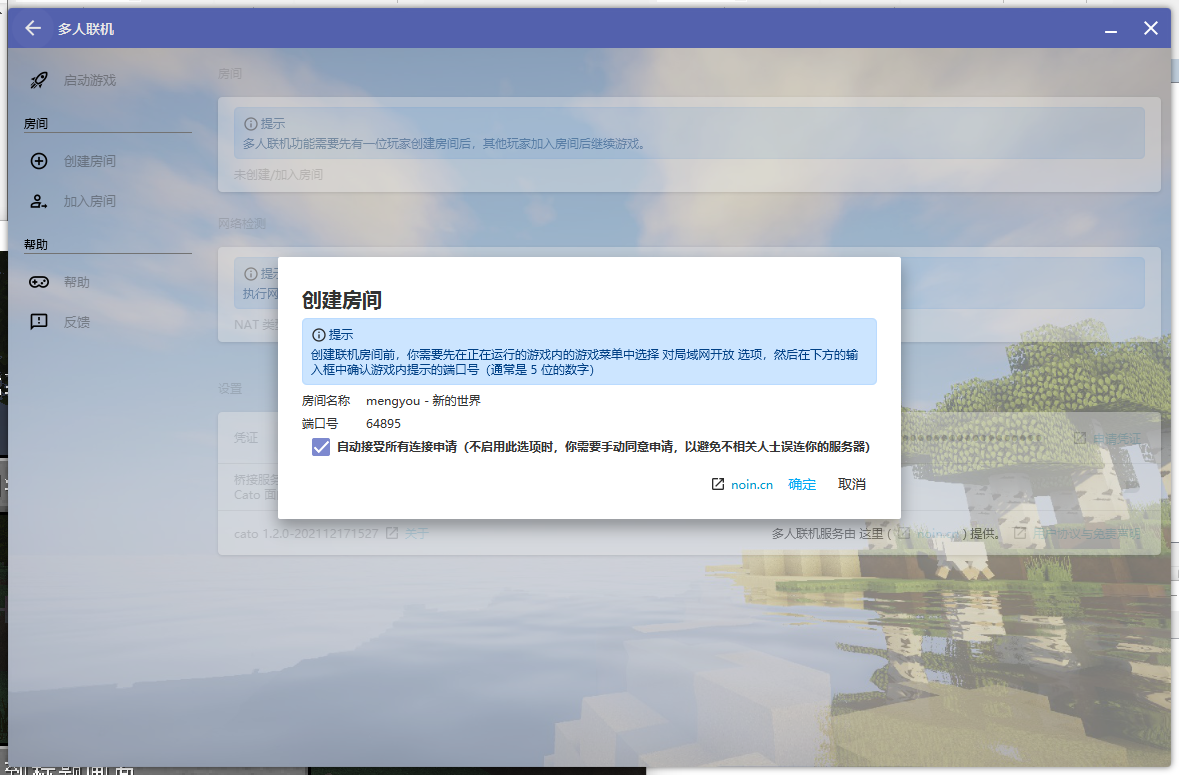 多人联机
启动游戏
房间
创建房间
加入房间
帮助
帮助
反馈
房间
提示
多人联机功能需要先有一位玩家创建房间后，其他玩家加入房间后继续游戏。
未创建/加入房间
网络检测
提示
执行网
NAT 类型
设置
凭证
申请凭证
桥接服务
Cato 面
cato 1.2.0-202112171527 关于
多人联机服务由 这里 ( noin.cn ) 提供。 用户协议与免责声明
创建房间
提示
创建联机房间前，你需要先在正在运行的游戏内的游戏菜单中选择 对局域网开放 选项，然后在下方的输
入框中确认游戏内提示的端口号（通常是 5 位的数字）
房间名称 mengyou - 新的世界
端口号 64895
自动接受所有连接申请（不启用此选项时，你需要手动同意申请，以避免不相关人士误连你的服务器）
noin.cn 确定 取消